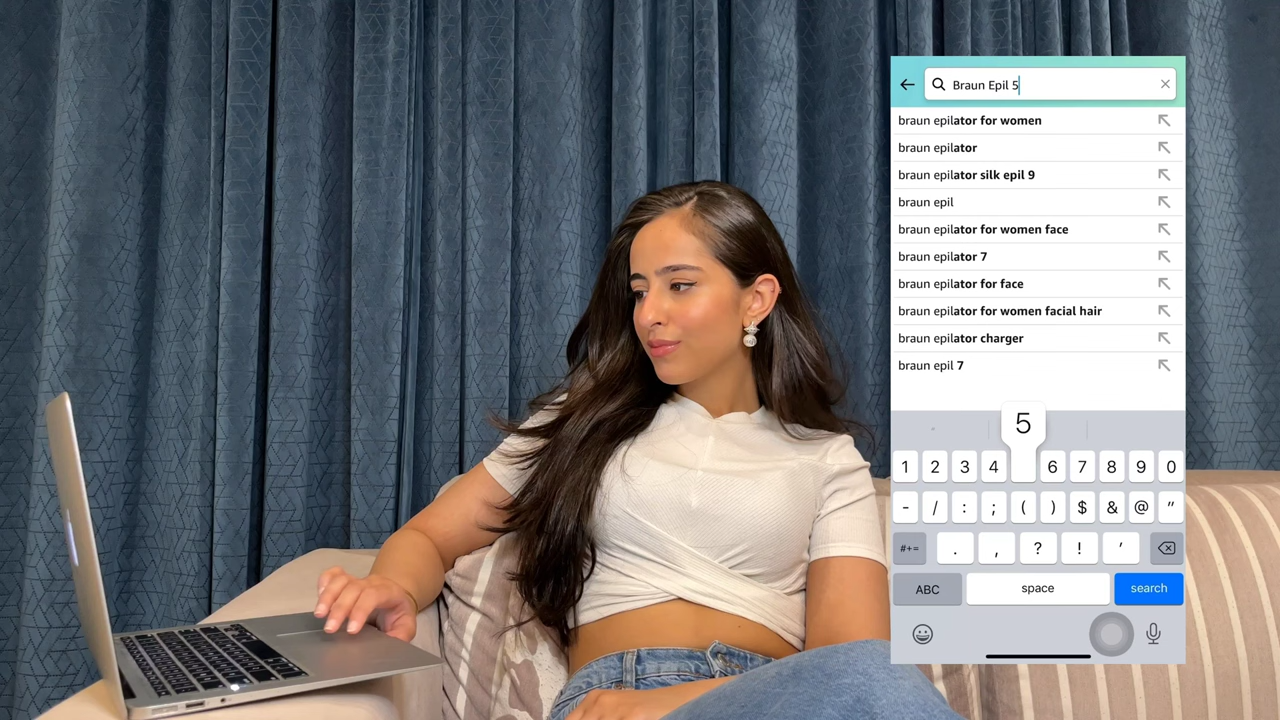 Braun Epil 5
braun epilator for women
braun epilator
braun epilator silk epil 9
braun epil
braun epilator for women face
braun epilator 7
braun epilator for face
braun epilator for women facial hair
braun epilator charger
braun epil 7
5
1 2 3 4 6 7 8 9 0
- / : ; ( ) $ & @ "
#+= . , ? ! '
ABC space search